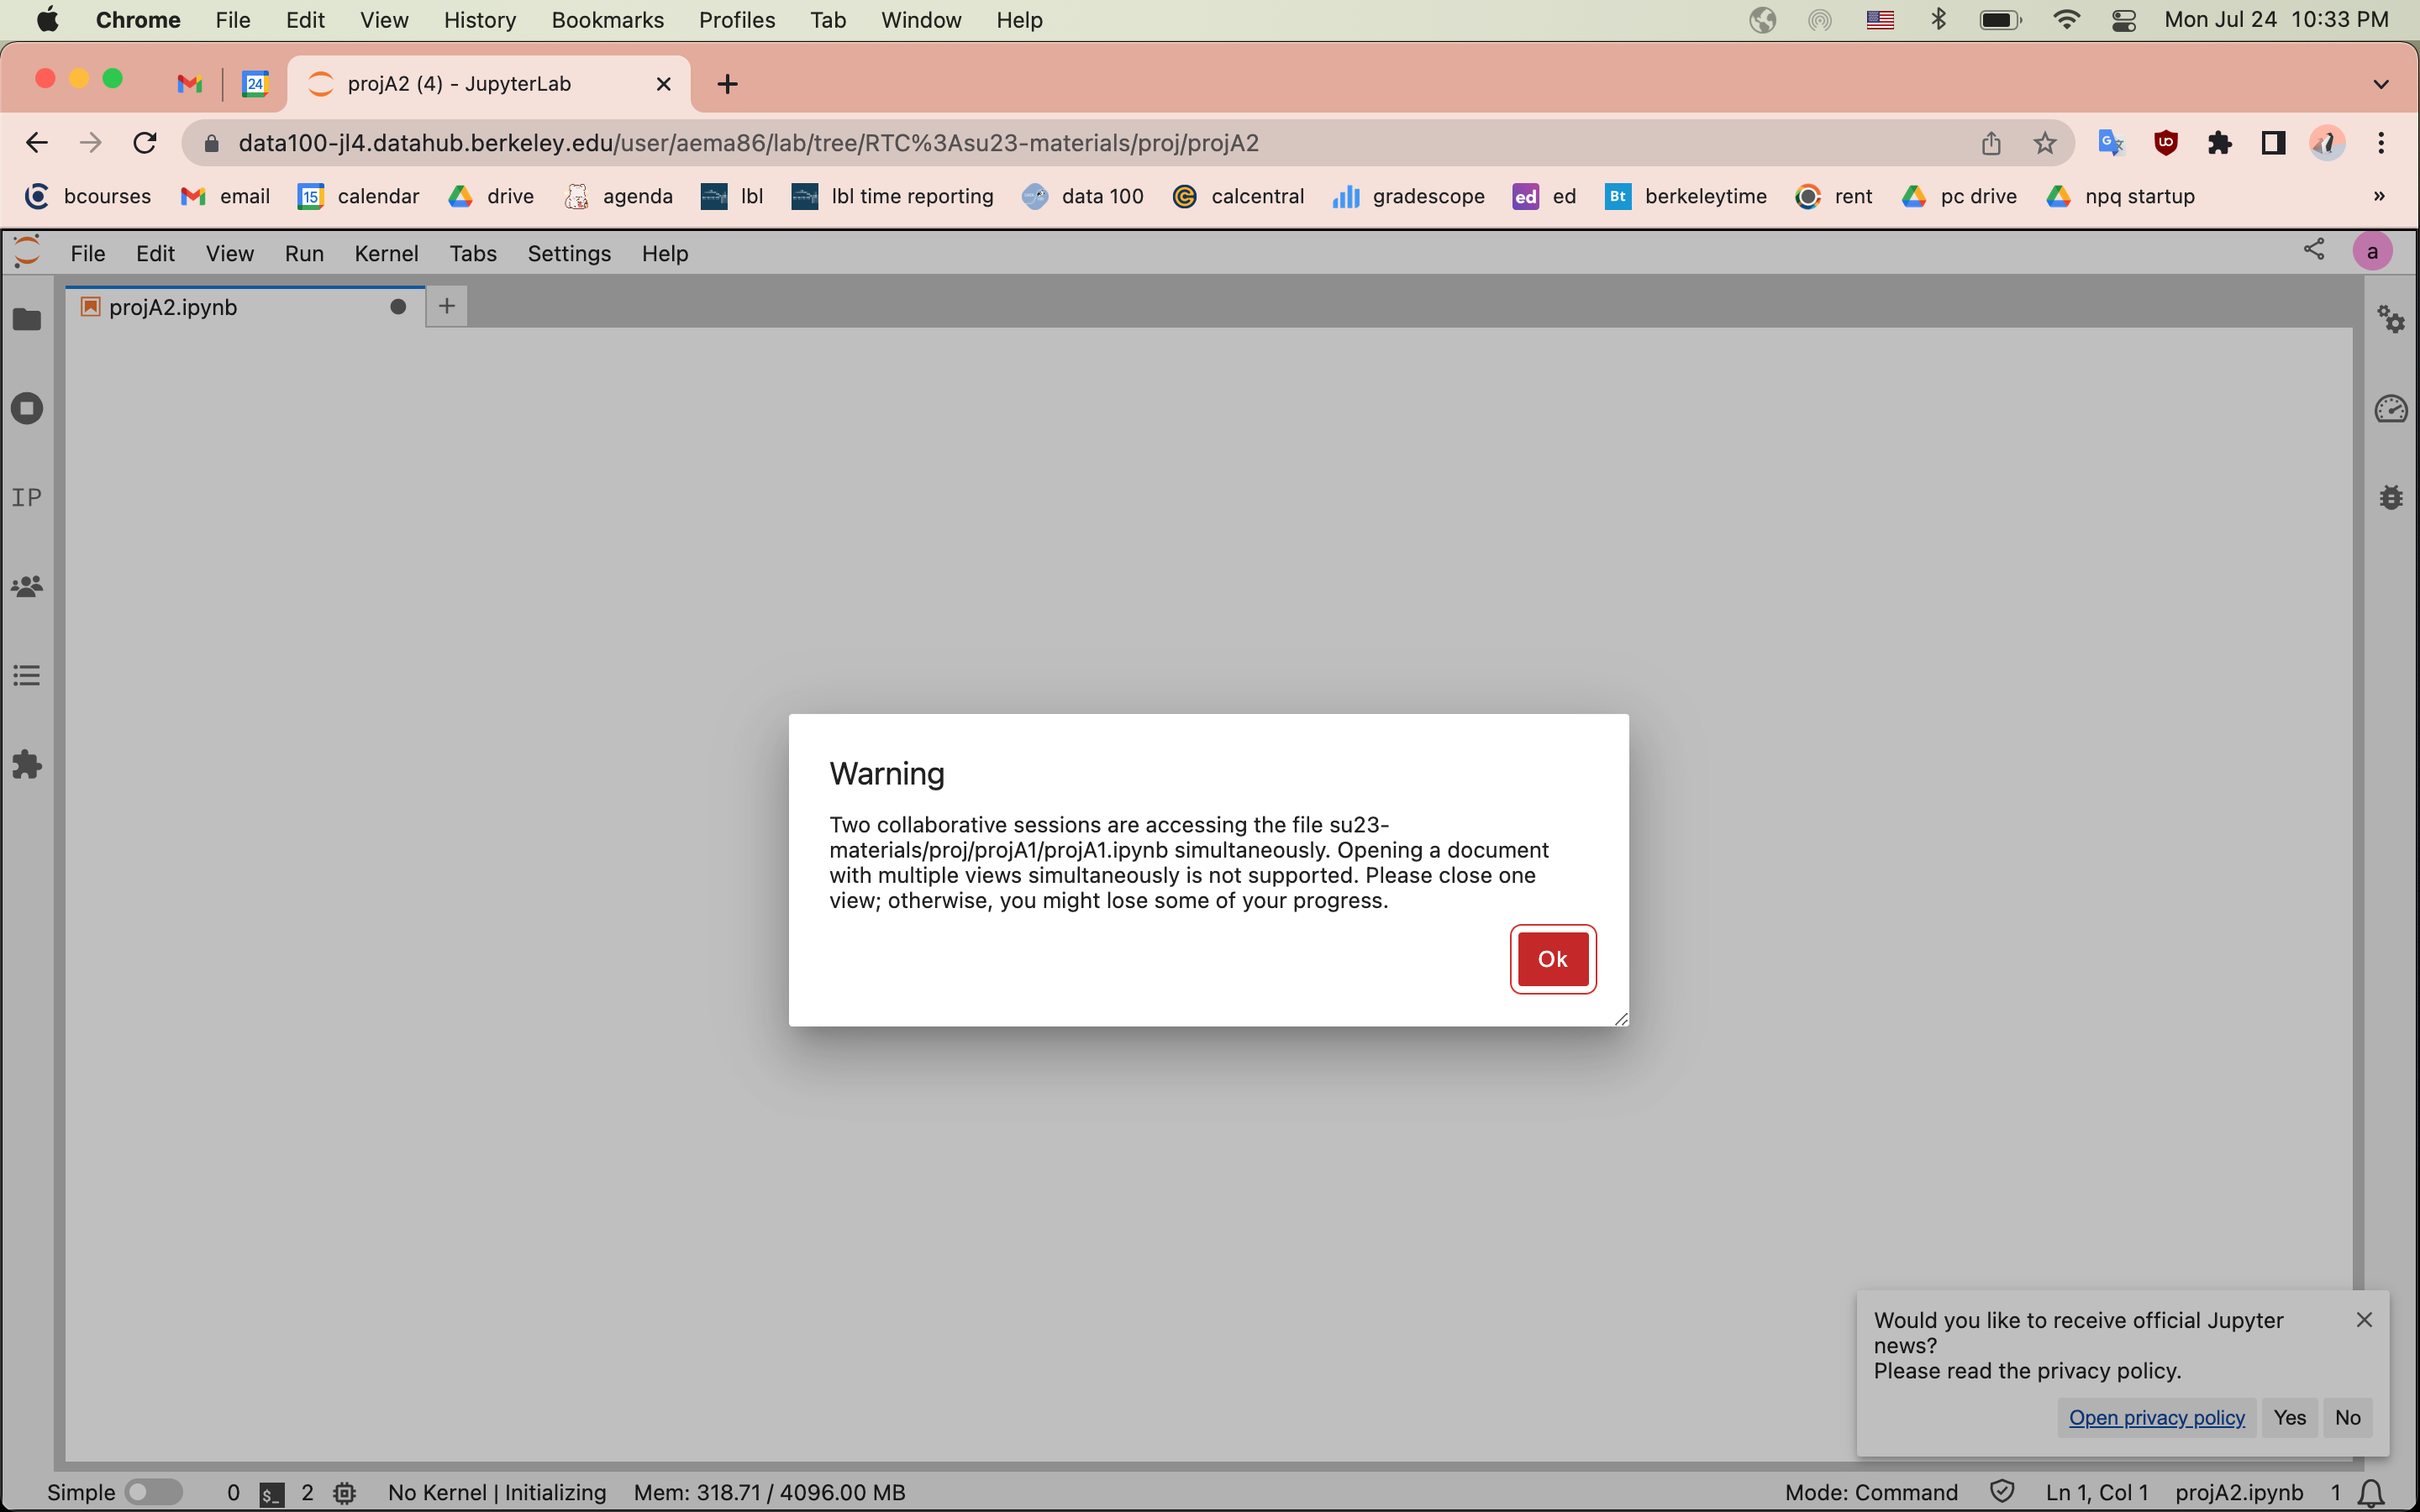 Chrome File Edit View History Bookmarks Profiles Tab Window Help Mon Jul 24 10:33 PM
24 projA2 (4) - JupyterLab
data100-jl4.datahub.berkeley.edu/user/aema86/lab/tree/RTC%3Asu23-materials/proj/projA2
bcourses email 15 calendar drive agenda lbl lbl time reporting data 100 calcentral gradescope ed ed Bt berkeleytime rent pc drive npq startup »
File Edit View Run Kernel Tabs Settings Help a
projA2.ipynb
IP
Warning
Two collaborative sessions are accessing the file su23-
materials/proj/projA1/projA1.ipynb simultaneously. Opening a document
with multiple views simultaneously is not supported. Please close one
view; otherwise, you might lose some of your progress.
Ok
Would you like to receive official Jupyter
news?
Please read the privacy policy.
Open privacy policy Yes No
Simple 0 $_ 2 No Kernel | Initializing Mem: 318.71 / 4096.00 MB Mode: Command Ln 1, Col 1 projA2.ipynb 1